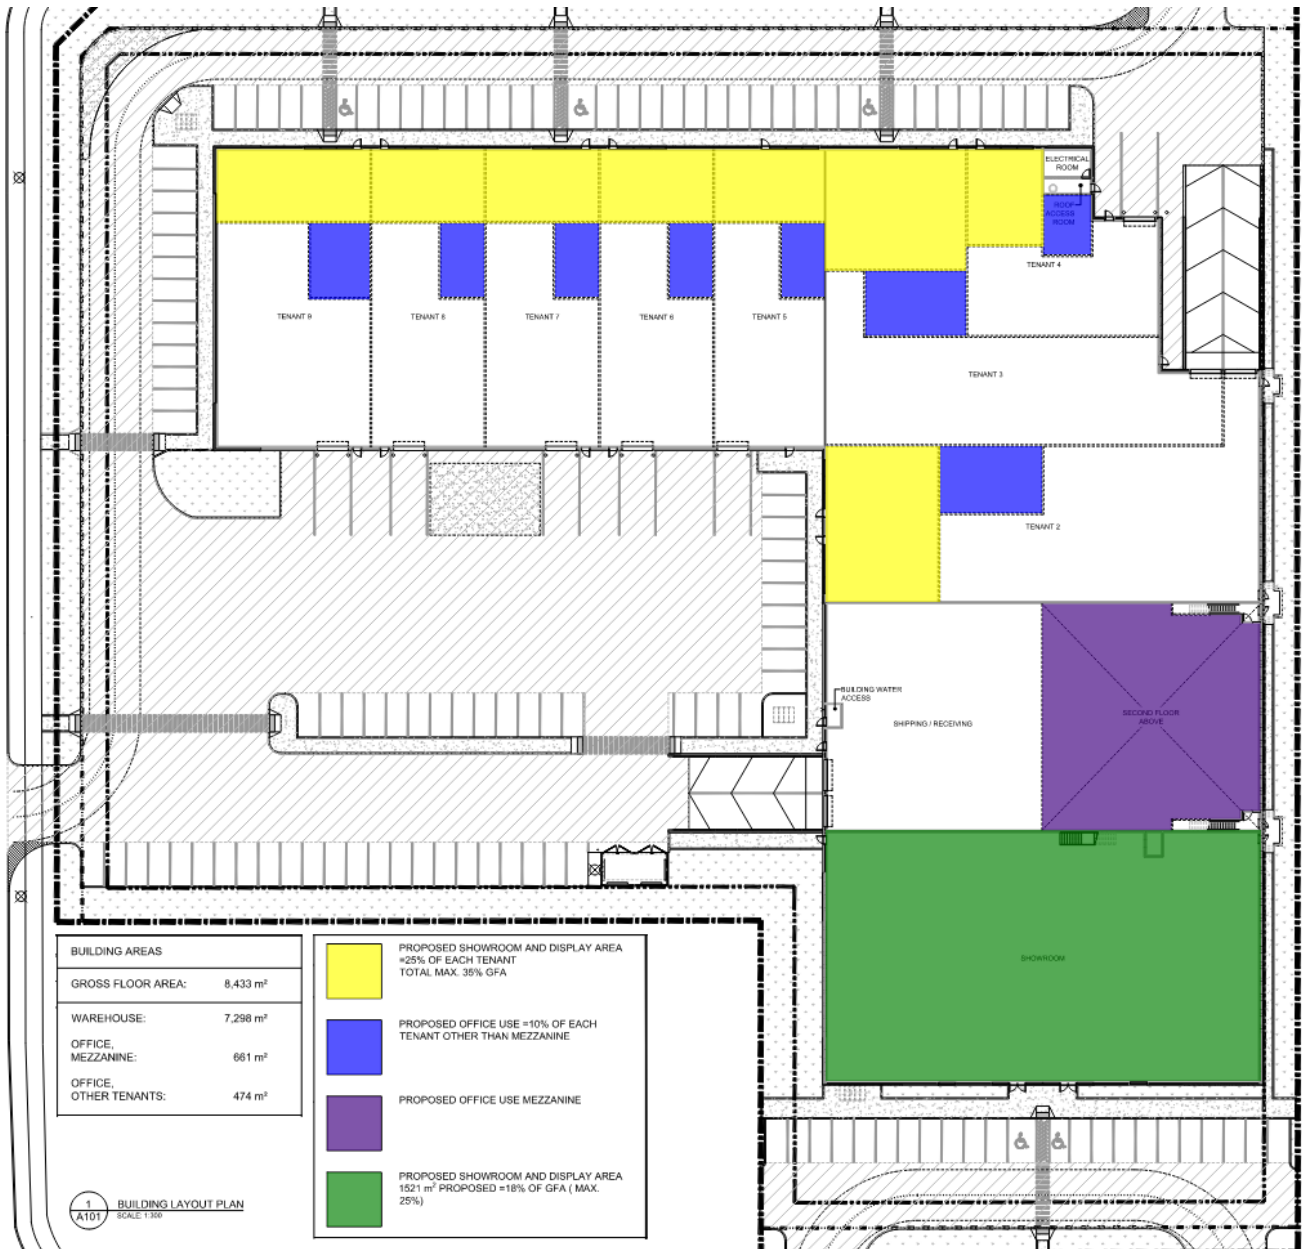 ELECTRICAL
ROOM
ROOF
ACCESS
ROOM
TENANT 4
TENANT 9
TENANT 8
TENANT 7
TENANT 6
TENANT 5
TENANT 3
TENANT 2
BUILDING WATER
ACCESS
SHIPPING / RECEIVING
SECOND FLOOR
ABOVE
SHOWROOM
BUILDING AREAS
GROSS FLOOR AREA: 8,433 m²
WAREHOUSE: 7,298 m²
OFFICE,
MEZZANINE: 661 m²
OFFICE,
OTHER TENANTS: 474 m²
PROPOSED SHOWROOM AND DISPLAY AREA
=25% OF EACH TENANT
TOTAL MAX. 35% GFA
PROPOSED OFFICE USE =10% OF EACH
TENANT OTHER THAN MEZZANINE
PROPOSED OFFICE USE MEZZANINE
PROPOSED SHOWROOM AND DISPLAY AREA
1521 m² PROPOSED =18% OF GFA ( MAX.
25%)
1
A101
BUILDING LAYOUT PLAN
SCALE: 1:300